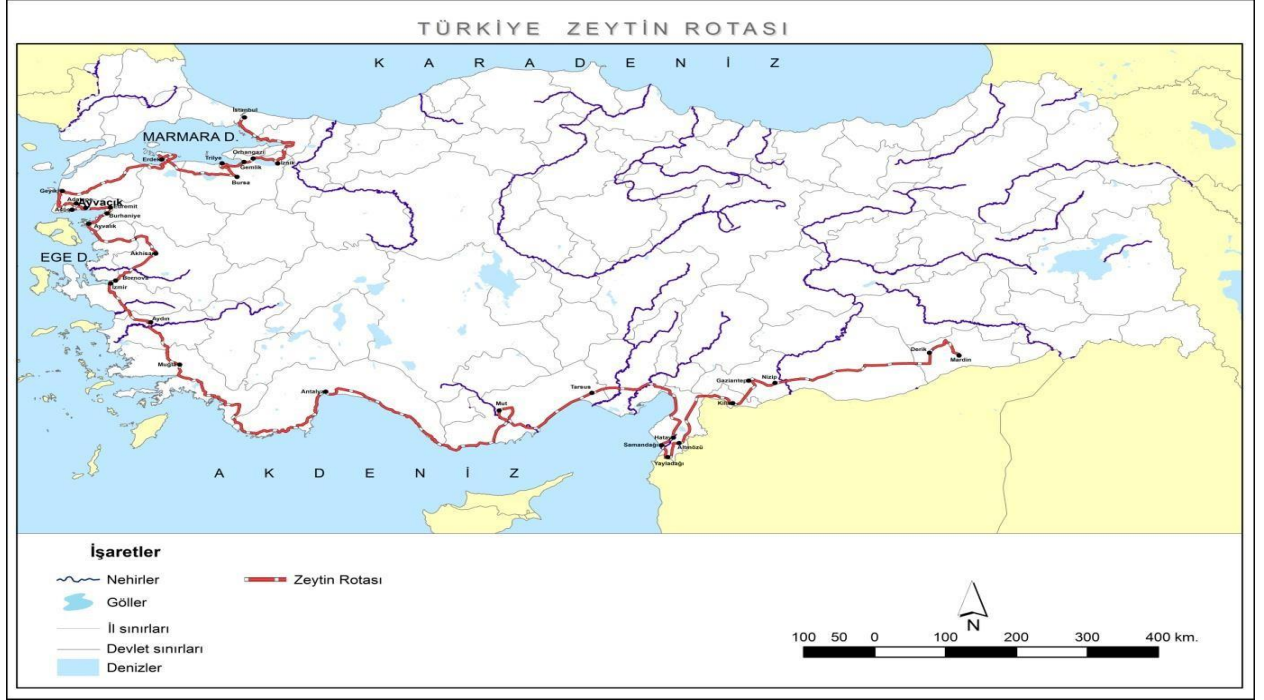 TÜRKİYE ZEYTİN ROTASI
K A R A D E N İ Z
İstanbul
MARMARA D.
Orhangazi
Erdek
Trilye
Gemlik
İznik
Bursa
Ayvacık
Edremit
Burhaniye
Ayvalık
EGE D.
Akhisar
Bornova
İzmir
Aydın
Muğla
Antalya
Mut
Tarsus
Gaziantep
Nizip
Kilis
Derik
Mardin
Hatay
Samandağı
Altınözü
Yayladağı
A K D E N İ Z
İşaretler
Nehirler
Zeytin Rotası
Göller
İl sınırları
Devlet sınırları
Denizler
N
100 50 0 100 200 300 400 km.